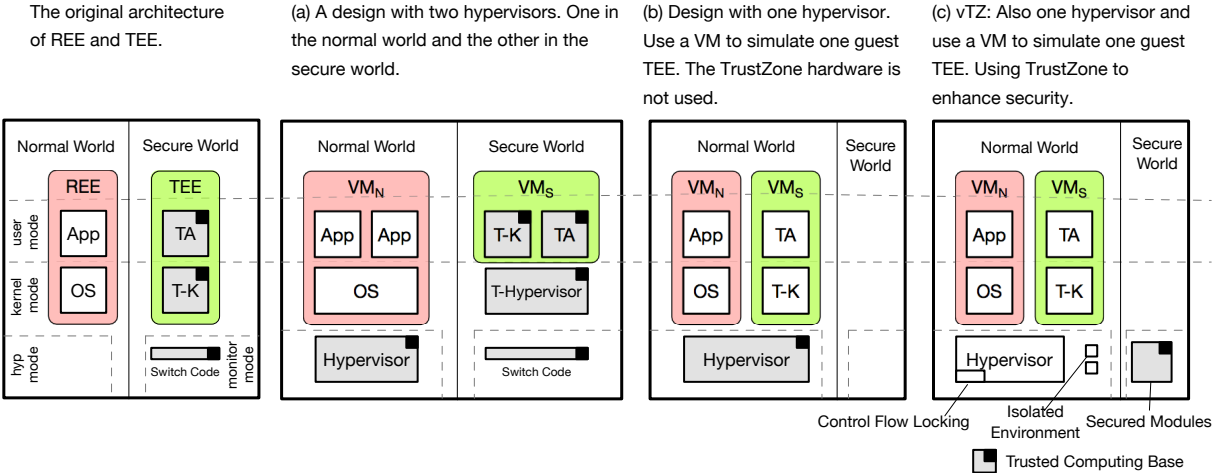 The original architecture
of REE and TEE.
(a) A design with two hypervisors. One in
the normal world and the other in the
secure world.
(b) Design with one hypervisor.
Use a VM to simulate one guest
TEE. The TrustZone hardware is
not used.
(c) vTZ: Also one hypervisor and
use a VM to simulate one guest
TEE. Using TrustZone to
enhance security.
Normal World
Secure World
REE
TEE
user
mode
App
TA
kernel
mode
OS
T-K
hyp
mode
Switch Code
monitor
mode
Normal World
Secure World
VMN
VMS
App
App
T-K
TA
OS
T-Hypervisor
Hypervisor
Switch Code
Normal World
Secure
World
VMN
VMS
App
TA
OS
T-K
Hypervisor
Normal World
Secure
World
VMN
VMS
App
TA
OS
T-K
Hypervisor
Control Flow Locking
Isolated
Environment
Secured Modules
Trusted Computing Base